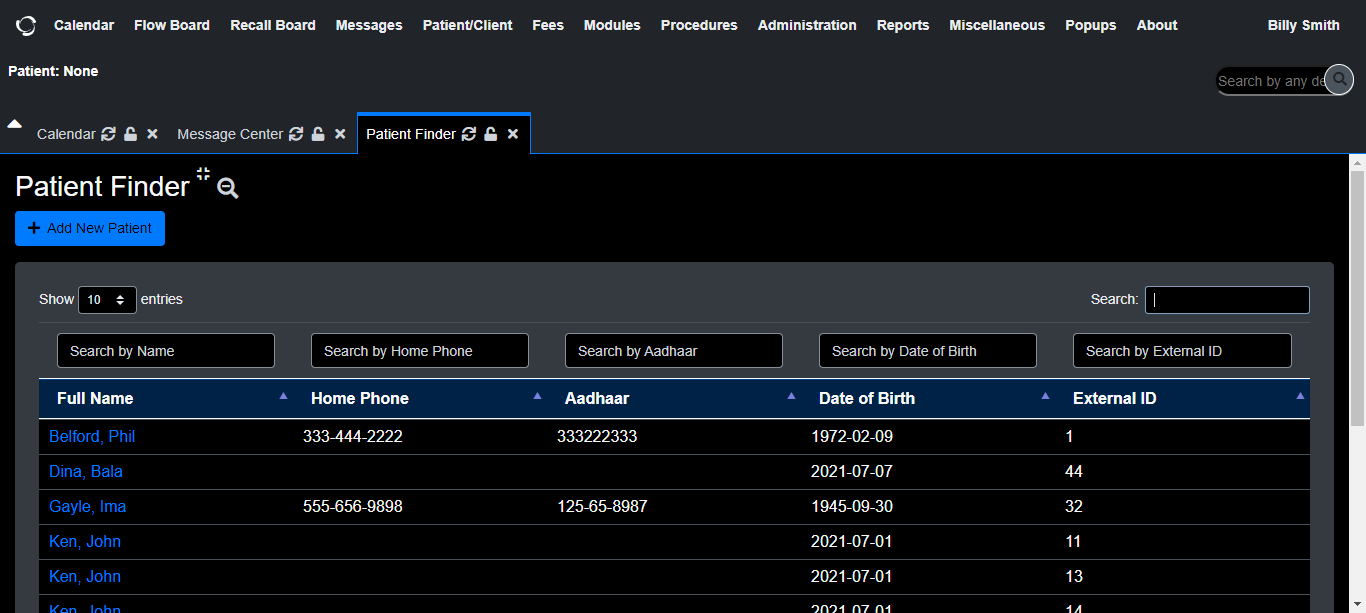 Calendar Flow Board Recall Board Messages Patient/Client Fees Modules Procedures Administration Reports Miscellaneous Popups About Billy Smith
Patient: None
Search by any de
Calendar Message Center Patient Finder
Patient Finder
Add New Patient
Show 10 entries Search:
Search by Name Search by Home Phone Search by Aadhaar Search by Date of Birth Search by External ID
Full Name Home Phone Aadhaar Date of Birth External ID
Belford, Phil 333-444-2222 333222333 1972-02-09 1
Dina, Bala 2021-07-07 44
Gayle, Ima 555-656-9898 125-65-8987 1945-09-30 32
Ken, John 2021-07-01 11
Ken, John 2021-07-01 13
Ken, John 2021-07-01 14